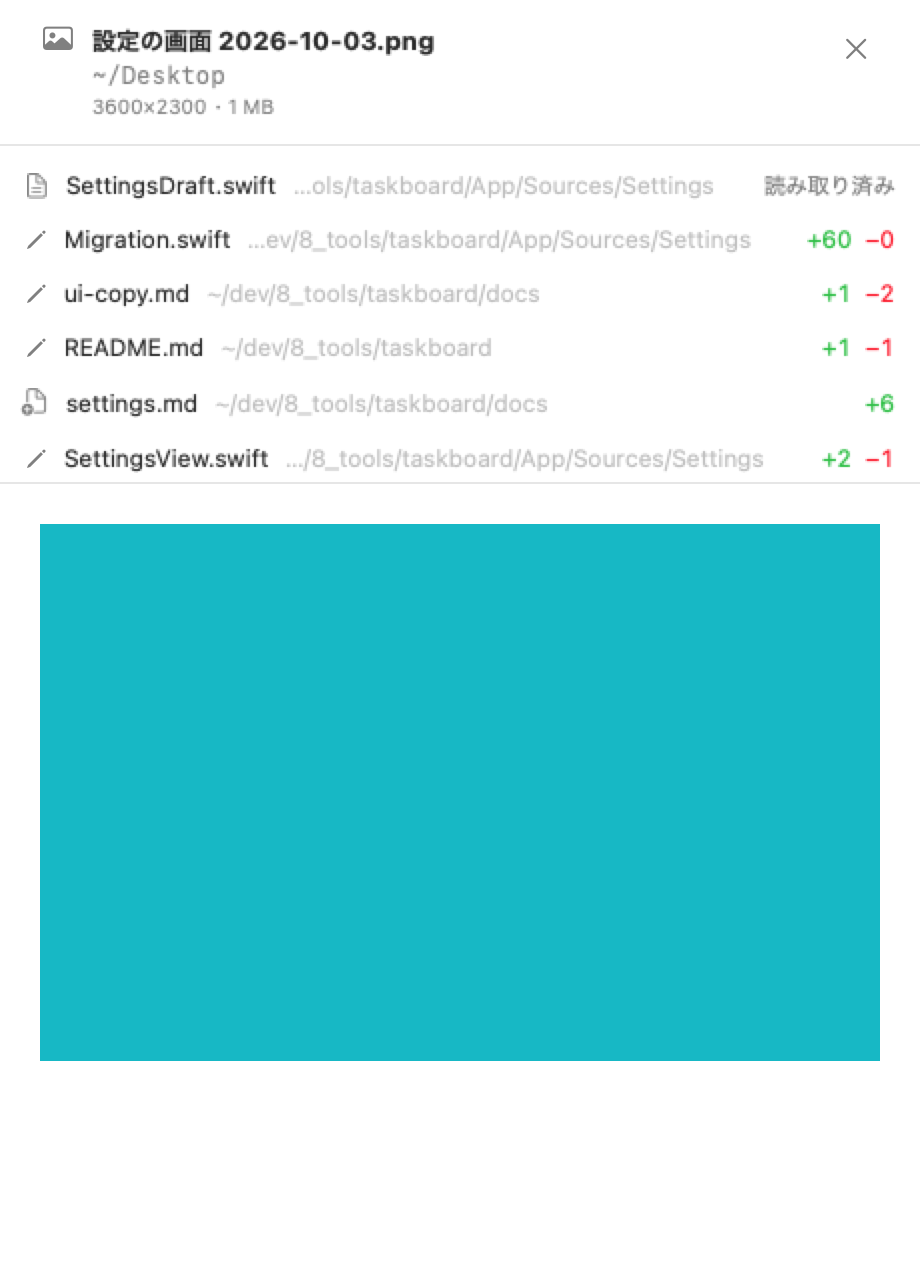 設定の画面 2026-10-03.png
~/Desktop
3600×2300 · 1 MB
SettingsDraft.swift ...ols/taskboard/App/Sources/Settings 読み取り済み
Migration.swift ...ev/8_tools/taskboard/App/Sources/Settings +60 −0
ui-copy.md ~/dev/8_tools/taskboard/docs +1 −2
README.md ~/dev/8_tools/taskboard +1 −1
settings.md ~/dev/8_tools/taskboard/docs +6
SettingsView.swift .../8_tools/taskboard/App/Sources/Settings +2 −1